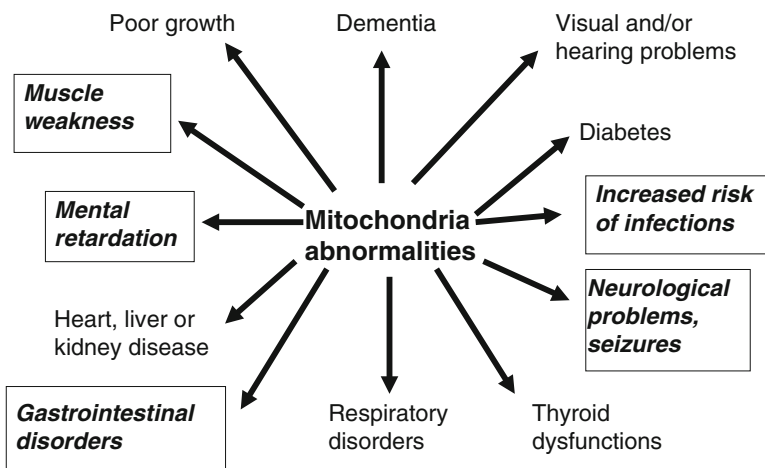 Poor growth
Dementia
Visual and/or
hearing problems
Muscle
weakness
Diabetes
Mental
retardation
Mitochondria
abnormalities
Increased risk
of infections
Heart, liver or
kidney disease
Neurological
problems,
seizures
Gastrointestinal
disorders
Respiratory
disorders
Thyroid
dysfunctions